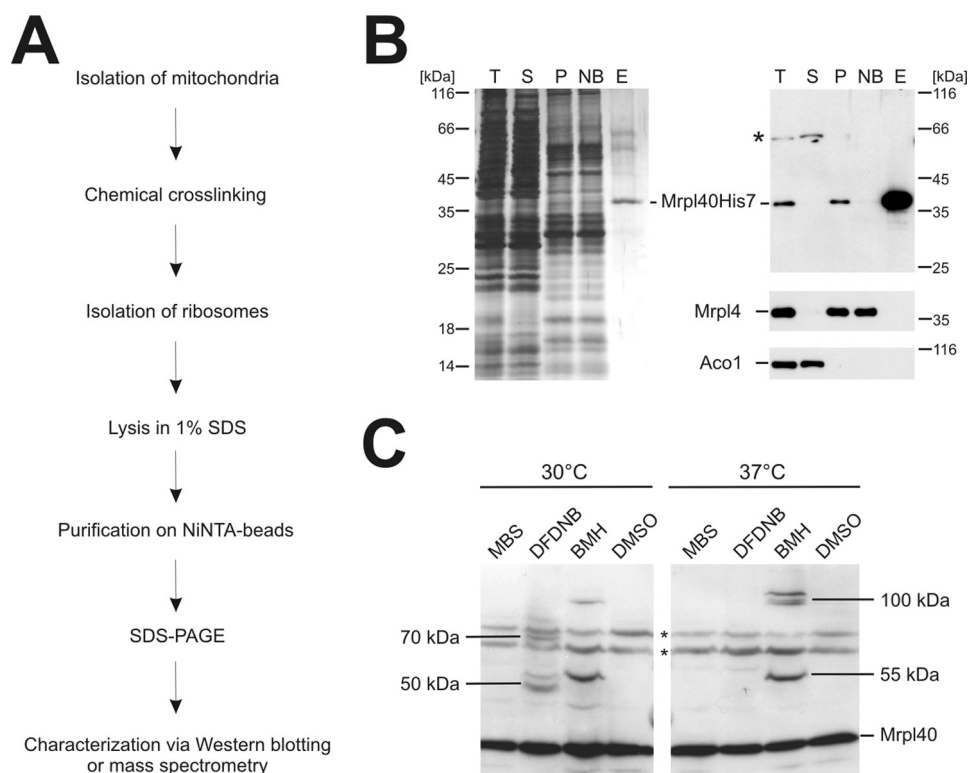 A
Isolation of mitochondria
Chemical crosslinking
Isolation of ribosomes
Lysis in 1% SDS
Purification on NiNTA-beads
SDS-PAGE
Characterization via Western blotting
or mass spectrometry
B
[kDa] T S P NB E
116
66
45
35
25
18
14
Mrpl40His7
T S P NB E [kDa]
*
116
66
45
35
25
Mrpl4
35
Aco1
116
C
30°C
37°C
MBS DFDNB BMH DMSO
MBS DFDNB BMH DMSO
70 kDa
50 kDa
*
*
100 kDa
55 kDa
Mrpl40